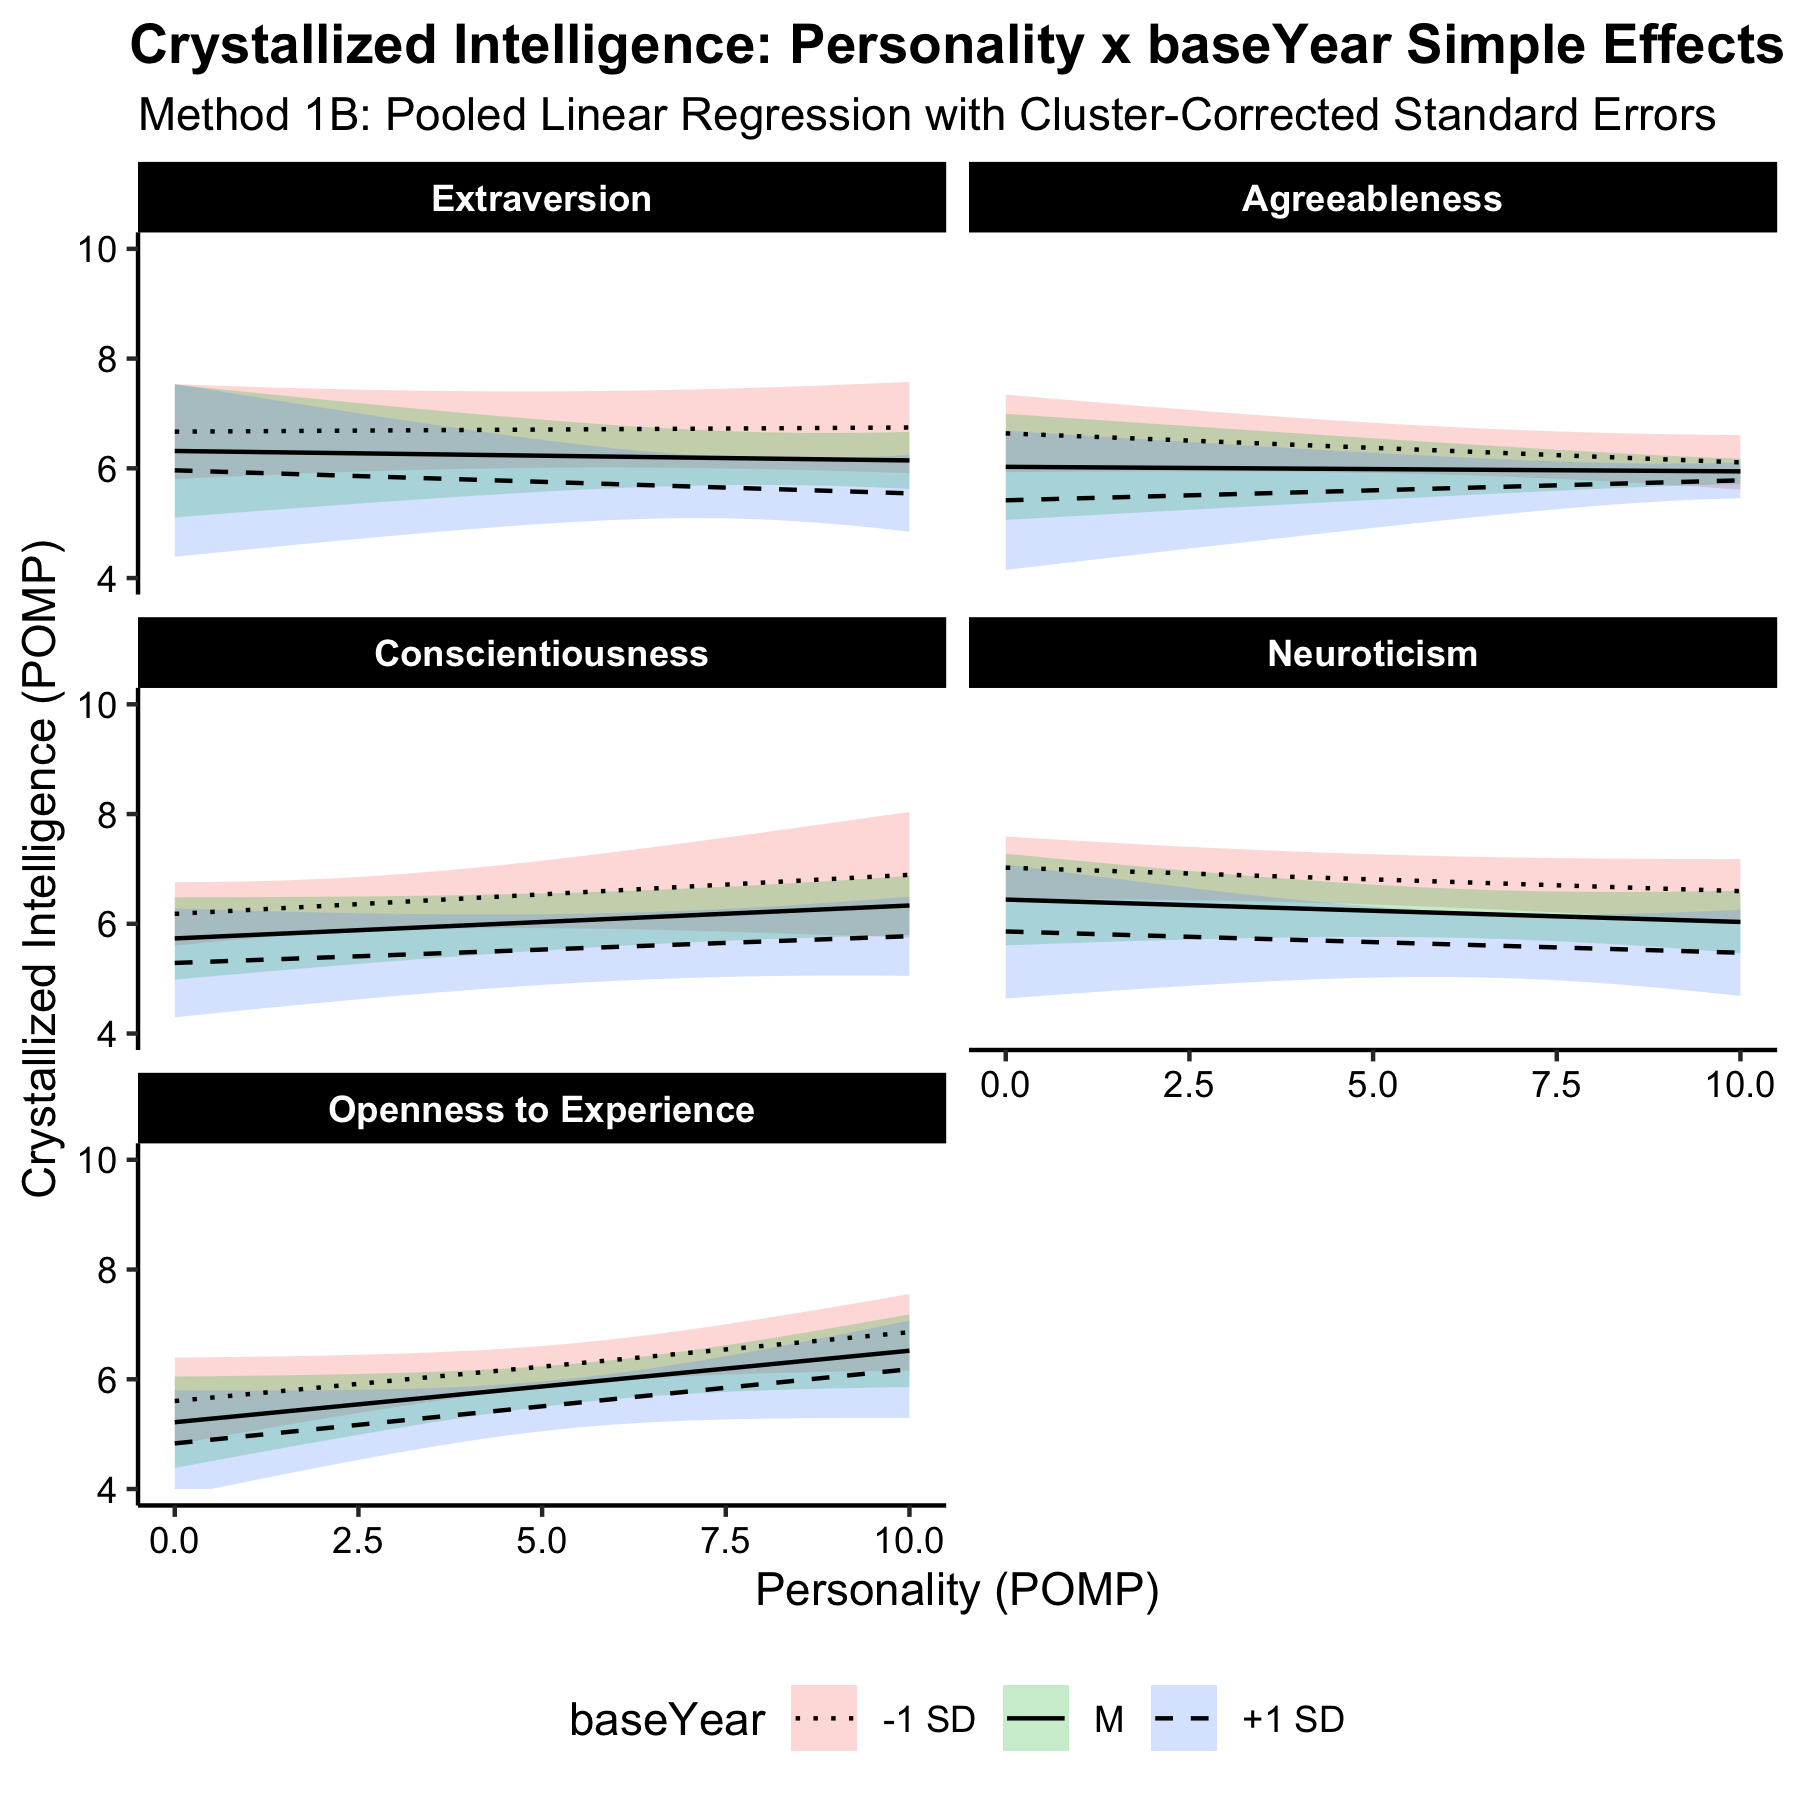 Crystallized Intelligence: Personality x baseYear Simple Effects
Method 1B: Pooled Linear Regression with Cluster-Corrected Standard Errors
Extraversion
Agreeableness
10
8
6
4
Conscientiousness
Neuroticism
10
8
6
4
0.0 2.5 5.0 7.5 10.0
Openness to Experience
10
8
6
4
0.0 2.5 5.0 7.5 10.0
Crystallized Intelligence (POMP)
Personality (POMP)
baseYear -1 SD M +1 SD